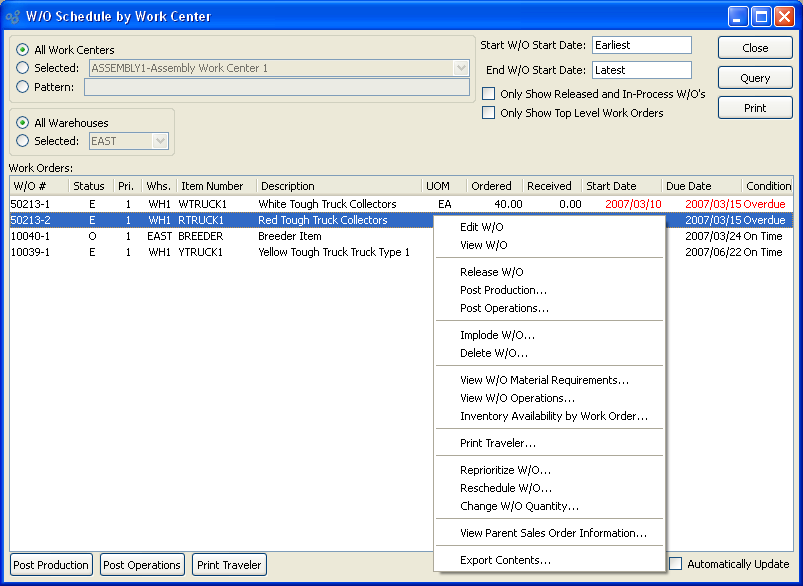 W/O Schedule by Work Center
All Work Centers
Selected: ASSEMBLY1-Assembly Work Center 1
Pattern:
Start W/O Start Date: Earliest
End W/O Start Date: Latest
Only Show Released and In-Process W/O's
Only Show Top Level Work Orders
Close
Query
Print
All Warehouses
Selected: EAST
Work Orders:
W/O # Status Pri. Whs. Item Number Description UOM Ordered Received Start Date Due Date Condition
50213-1 E 1 WH1 WTRUCK1 White Tough Truck Collectors EA 40.00 0.00 2007/03/10 2007/03/15 Overdue
50213-2 E 1 WH1 RTRUCK1 Red Tough Truck Collectors 2007/03/15 Overdue
10040-1 O 1 EAST BREEDER Breeder Item 2007/03/24 On Time
10039-1 E 1 WH1 YTRUCK1 Yellow Tough Truck Truck Type 1 2007/06/22 On Time
Edit W/O
View W/O
Release W/O
Post Production...
Post Operations...
Implode W/O...
Delete W/O...
View W/O Material Requirements...
View W/O Operations...
Inventory Availability by Work Order...
Print Traveler...
Reprioritize W/O...
Reschedule W/O...
Change W/O Quantity...
View Parent Sales Order Information...
Export Contents...
Post Production Post Operations Print Traveler Automatically Update